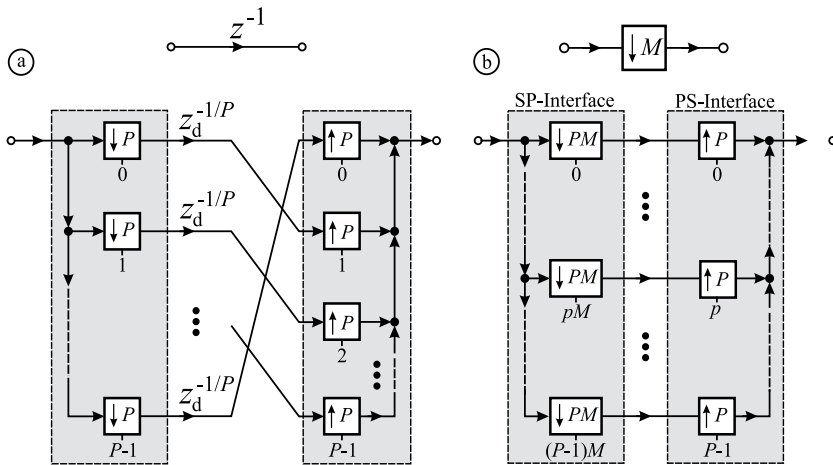 z^{-1}
a
b
↓ M
SP-Interface
PS-Interface
↓ P
0
z_d^{-1/P}
↑ P
0
↓ PM
0
↑ P
0
↓ P
1
z_d^{-1/P}
↑ P
1
↑ P
2
↓ PM
pM
↑ P
p
↓ P
P-1
z_d^{-1/P}
↑ P
P-1
↓ PM
(P-1)M
↑ P
P-1